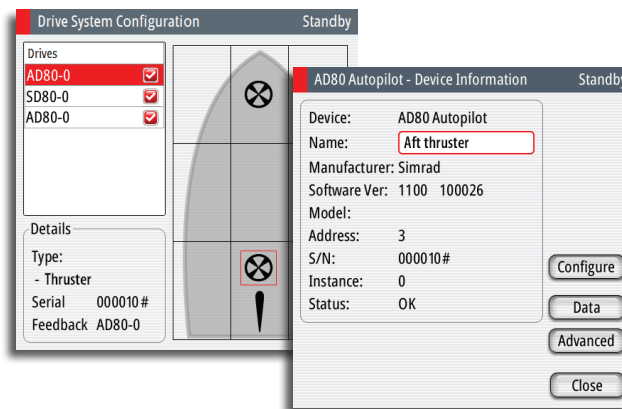 Drive System Configuration Standby
Drives
AD80-0
SD80-0
AD80-0
Details
Type:
- Thruster
Serial 000010#
Feedback AD80-0
AD80 Autopilot - Device Information Standby
Device: AD80 Autopilot
Name: Aft thruster
Manufacturer: Simrad
Software Ver: 1100 100026
Model:
Address: 3
S/N: 000010#
Instance: 0
Status: OK
Configure
Data
Advanced
Close